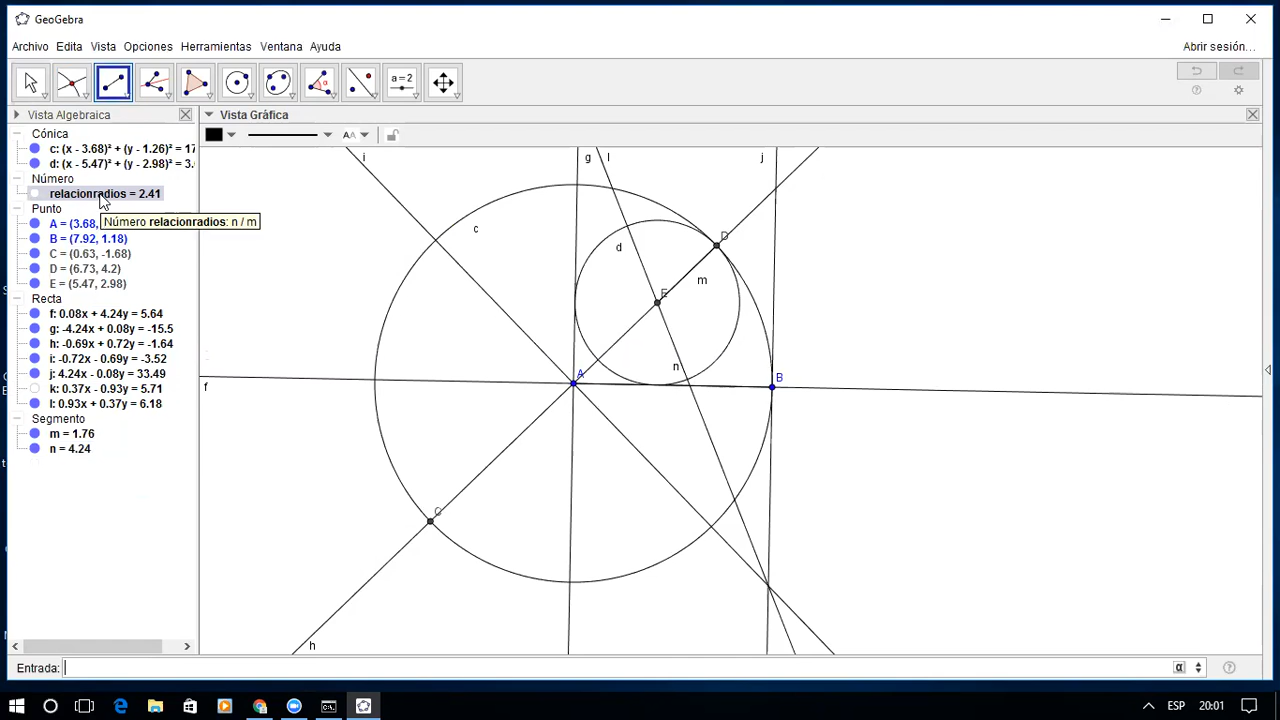 GeoGebra
Archivo Edita Vista Opciones Herramientas Ventana Ayuda
Abrir sesión...
a=2
Vista Algebraica
Vista Gráfica
AA
Cónica
c: (x - 3.68)² + (y - 1.26)² = 17
d: (x - 5.47)² + (y - 2.98)² = 3.
Número
relacionradios = 2.41
Número relacionradios: n / m
Punto
A = (3.68,
B = (7.92, 1.18)
C = (0.63, -1.68)
D = (6.73, 4.2)
E = (5.47, 2.98)
Recta
f: 0.08x + 4.24y = 5.64
g: -4.24x + 0.08y = -15.5
h: -0.69x + 0.72y = -1.64
i: -0.72x - 0.69y = -3.52
j: 4.24x - 0.08y = 33.49
k: 0.37x - 0.93y = 5.71
l: 0.93x + 0.37y = 6.18
Segmento
m = 1.76
n = 4.24
i
g
l
j
c
d
D
m
E
n
A
B
f
C
h
Entrada:
α
ESP
20:01